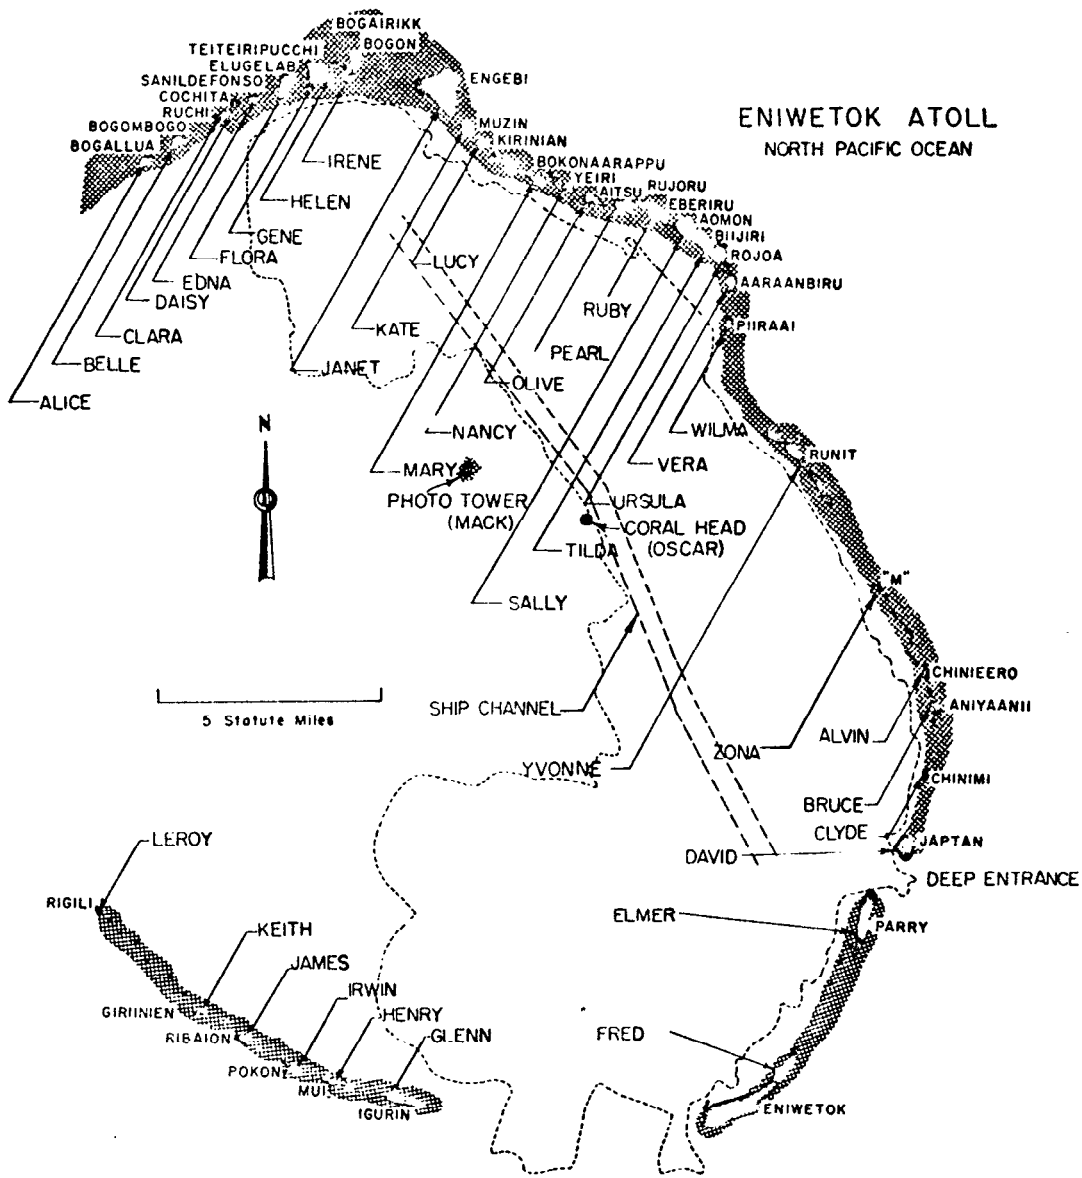 BOGAIRIKK
BOGON
TEITEIRIPUCCHI
ELUGELAB
SANILDEFONSO
COCHITA
RUCHI
BOGOMBOGO
BOGALLUA
ENGEBI
MUZIN
KIRINIAN
BOKONAARAPPU
YEIRI
AITSU
RUJORU
EBERIRU
AOMON
BIIJIRI
ROJOA
AARAANBIRU
PIIRAAI
RUNIT
"M"
CHINIEERO
ANIYAANII
CHINIMI
JAPTAN
DEEP ENTRANCE
PARRY
ENIWETOK
ENIWETOK ATOLL
NORTH PACIFIC OCEAN
IRENE
HELEN
GENE
FLORA
EDNA
DAISY
CLARA
BELLE
ALICE
LUCY
KATE
JANET
RUBY
PEARL
OLIVE
NANCY
MARY
WILMA
VERA
URSULA
TILDA
SALLY
N
PHOTO TOWER
(MACK)
CORAL HEAD
(OSCAR)
5 Statute Miles
SHIP CHANNEL
YVONNE
ZONA
ALVIN
BRUCE
CLYDE
DAVID
ELMER
FRED
LEROY
RIGILI
KEITH
JAMES
IRWIN
HENRY
GLENN
GIRIINIEN
RIBAION
POKON
MUI
IGURIN